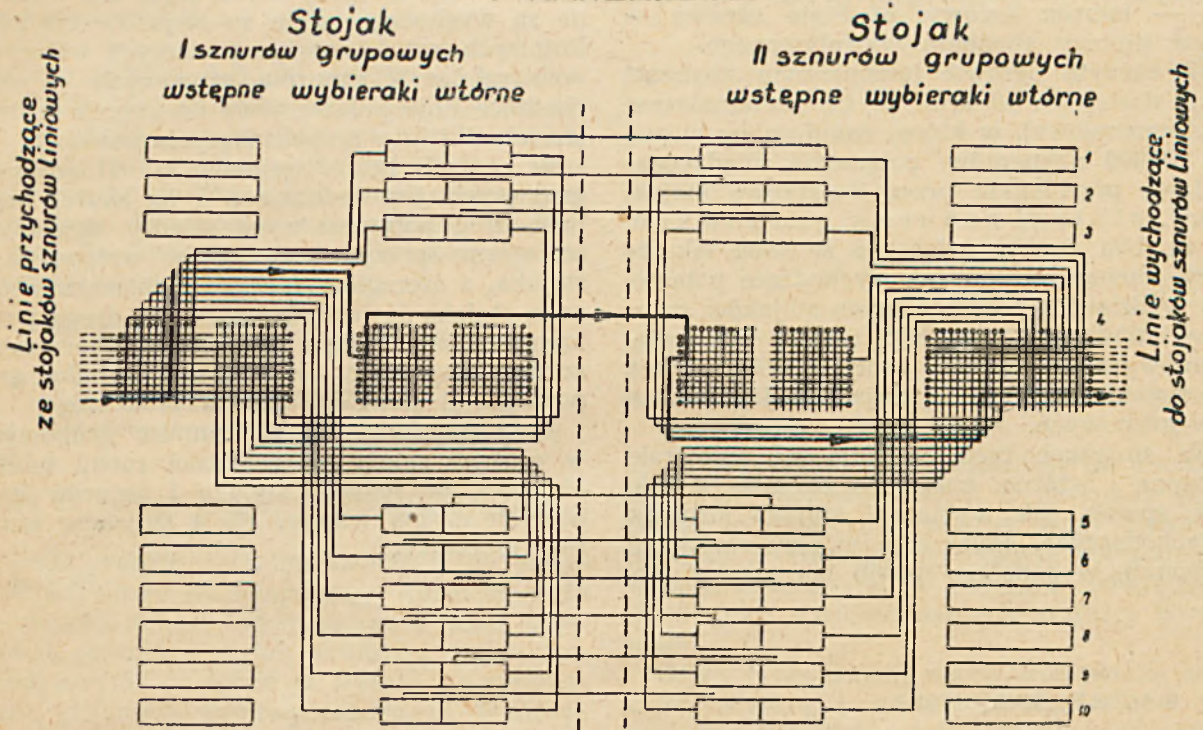 Stojak
I sznurów grupowych
wstępne wybieraki wtórne
Stojak
II sznurów grupowych
wstępne wybieraki wtórne
Linie przychodzące
ze stojaków sznurów liniowych
Linie wychodzące
do stojaków sznurów liniowych
1
2
3
4
5
6
7
8
9
10